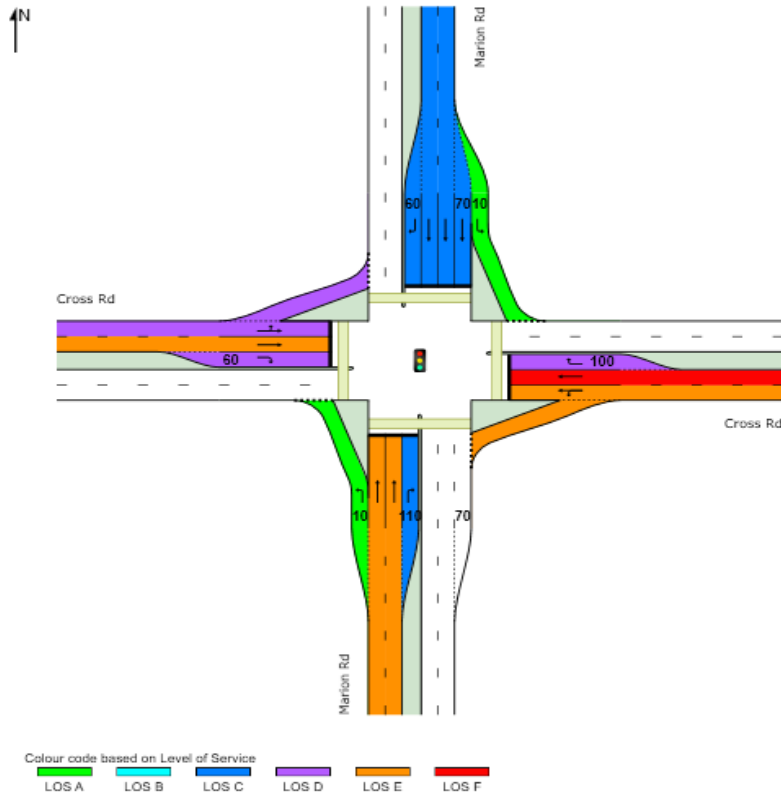 N
Marion Rd
60
70
10
Cross Rd
60
100
Cross Rd
10
110
70
Marion Rd
Colour code based on Level of Service
LOS A
LOS B
LOS C
LOS D
LOS E
LOS F